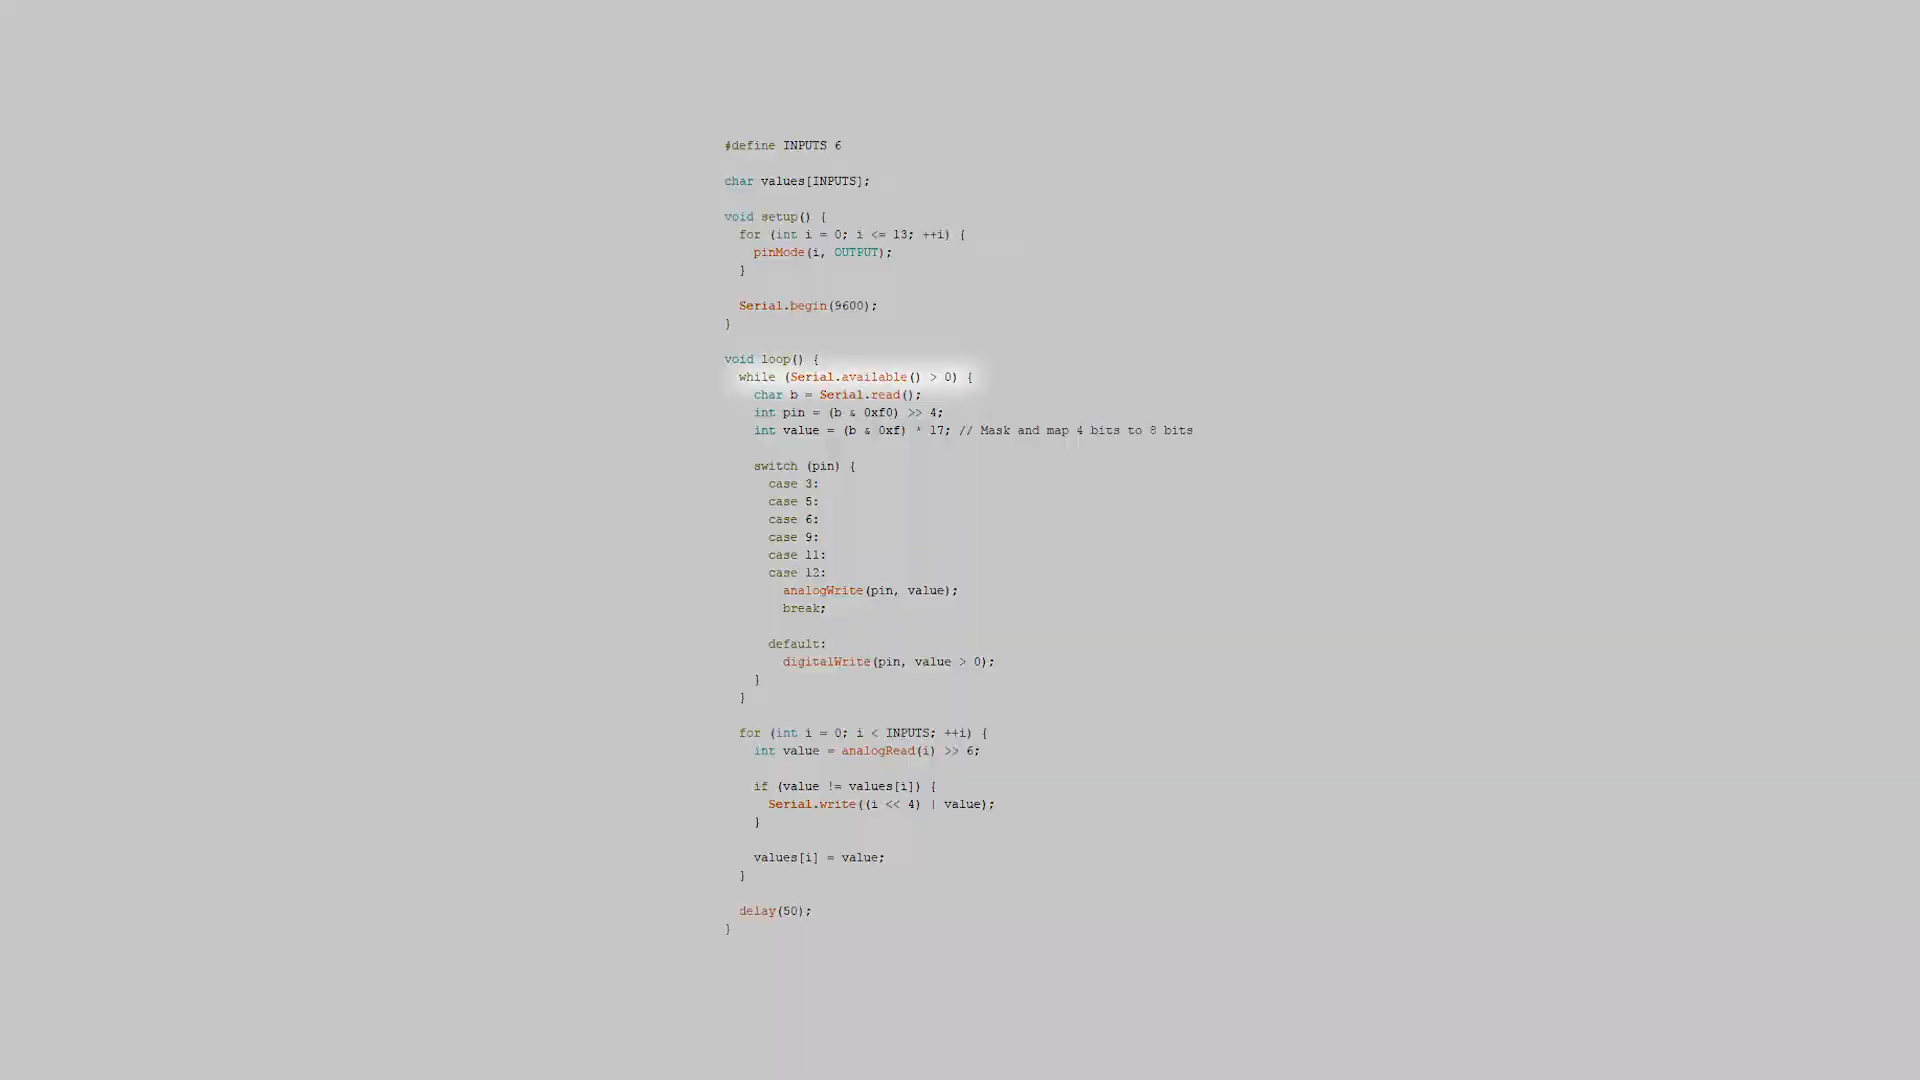 #define INPUTS 6
char values[INPUTS];
void setup() {
for (int i = 0; i <= 13; ++i) {
pinMode(i, OUTPUT);
}
Serial.begin(9600);
}
void loop() {
while (Serial.available() > 0) {
char b = Serial.read();
int pin = (b & 0xf0) >> 4;
int value = (b & 0xf) * 17; // Mask and map 4 bits to 8 bits
switch (pin) {
case 3:
case 5:
case 6:
case 9:
case 11:
case 12:
analogWrite(pin, value);
break;
default:
digitalWrite(pin, value > 0);
}
}
for (int i = 0; i < INPUTS; ++i) {
int value = analogRead(i) >> 6;
if (value != values[i]) {
Serial.write((i << 4) | value);
}
values[i] = value;
}
delay(50);
}